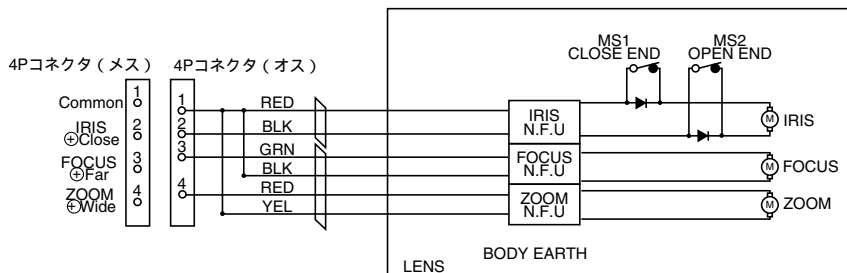 MS1
CLOSE END
MS2
OPEN END
4Pコネクタ（メス）
4Pコネクタ（オス）
Common
1
IRIS
⊕Close
2
FOCUS
⊕Far
3
ZOOM
⊕Wide
4
1
2
3
4
RED
BLK
GRN
BLK
RED
YEL
IRIS
N.F.U
FOCUS
N.F.U
ZOOM
N.F.U
M IRIS
M FOCUS
M ZOOM
BODY EARTH
LENS